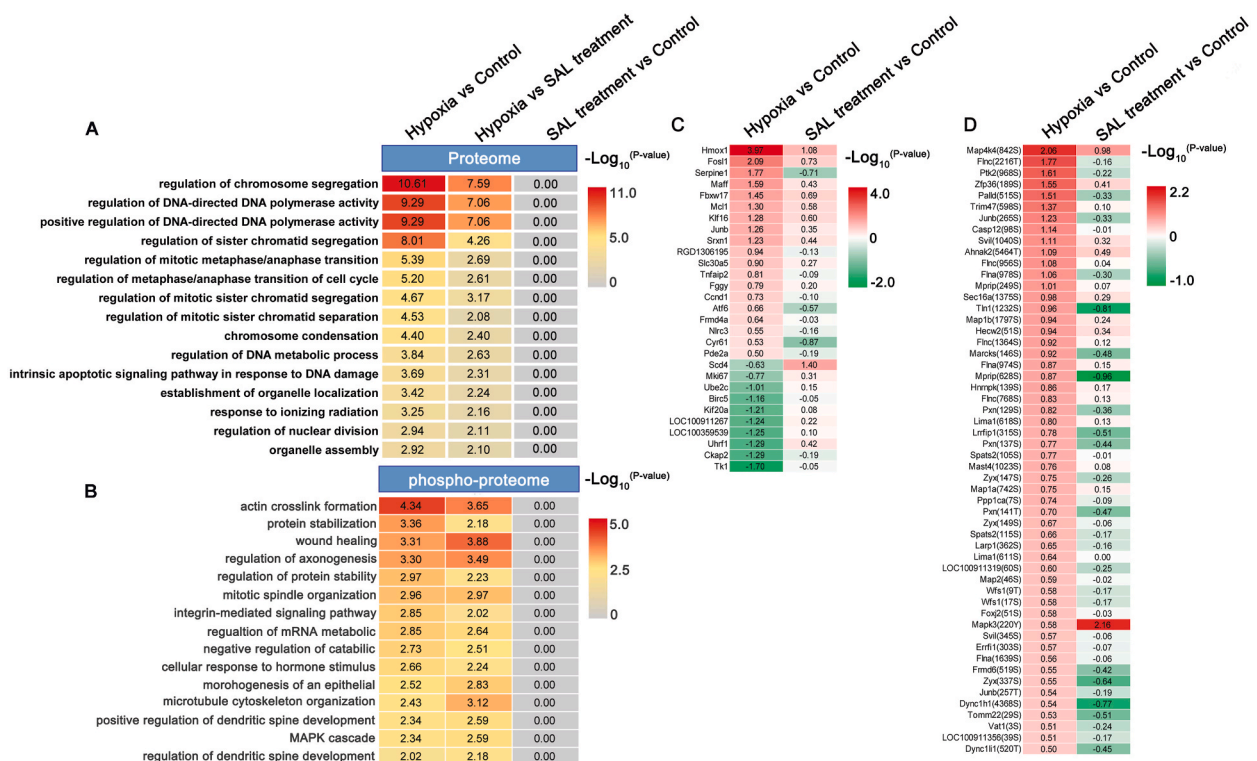 A
Hypoxia vs Control
Hypoxia vs SAL treatment
SAL treatment vs Control
Proteome
-Log10(P-value)
regulation of chromosome segregation 10.61 7.59 0.00
regulation of DNA-directed DNA polymerase activity 9.29 7.06 0.00
positive regulation of DNA-directed DNA polymerase activity 9.29 7.06 0.00
regulation of sister chromatid segregation 8.01 4.26 0.00
regulation of mitotic metaphase/anaphase transition 5.39 2.69 0.00
regulation of metaphase/anaphase transition of cell cycle 5.20 2.61 0.00
regulation of mitotic sister chromatid segregation 4.67 3.17 0.00
regulation of mitotic sister chromatid separation 4.53 2.08 0.00
chromosome condensation 4.40 2.40 0.00
regulation of DNA metabolic process 3.84 2.63 0.00
intrinsic apoptotic signaling pathway in response to DNA damage 3.69 2.31 0.00
establishment of organelle localization 3.42 2.24 0.00
response to ionizing radiation 3.25 2.16 0.00
regulation of nuclear division 2.94 2.11 0.00
organelle assembly 2.92 2.10 0.00
11.0
5.0
0
B
phospho-proteome
-Log10(P-value)
actin crosslink formation 4.34 3.65 0.00
protein stabilization 3.36 2.18 0.00
wound healing 3.31 3.88 0.00
regulation of axonogenesis 3.30 3.49 0.00
regulation of protein stability 2.97 2.23 0.00
mitotic spindle organization 2.96 2.97 0.00
integrin-mediated signaling pathway 2.85 2.02 0.00
regualtion of mRNA metabolic 2.85 2.64 0.00
negative regulation of catabilic 2.73 2.51 0.00
cellular response to hormone stimulus 2.66 2.24 0.00
morohogenesis of an epithelial 2.52 2.83 0.00
microtubule cytoskeleton organization 2.43 3.12 0.00
positive regulation of dendritic spine development 2.34 2.59 0.00
MAPK cascade 2.34 2.59 0.00
regulation of dendritic spine development 2.02 2.18 0.00
5.0
2.5
0
C
Hypoxia vs Control
SAL treatment vs Control
-Log10(P-value)
Hmox1 3.97 1.08
Fosl1 2.09 0.73
Serpine1 1.77 -0.71
Maff 1.59 0.43
Fbxw17 1.45 0.69
Mcl1 1.30 0.58
Klf16 1.28 0.60
Junb 1.26 0.35
Srxn1 1.23 0.44
RGD1306195 0.94 -0.13
Slc30a5 0.90 0.27
Tnfaip2 0.81 -0.09
Fggy 0.79 0.20
Ccnd1 0.73 -0.10
Atf6 0.66 -0.57
Frmd4a 0.64 -0.03
Nlrc3 0.55 -0.16
Cyr61 0.53 -0.87
Pde2a 0.50 -0.19
Scd4 -0.63 1.40
Mki67 -0.77 0.31
Ube2c -1.01 0.15
Birc5 -1.16 -0.05
Kif20a -1.21 0.08
LOC100911267 -1.24 0.22
LOC100359539 -1.25 0.10
Uhrf1 -1.29 0.42
Ckap2 -1.29 -0.19
Tk1 -1.70 -0.05
4.0
0
-2.0
D
Hypoxia vs Control
SAL treatment vs Control
-Log10(P-value)
Map4k4(842S) 2.06 0.98
Flnc(2216T) 1.77 -0.16
Ptk2(968S) 1.61 -0.22
Zfp36(189S) 1.55 0.41
Palld(515S) 1.51 -0.33
Trim47(598S) 1.37 0.10
Junb(265S) 1.23 -0.33
Casp12(98S) 1.14 -0.01
Svil(1040S) 1.11 0.32
Ahnak2(5464T) 1.09 0.49
Flnc(956S) 1.08 0.04
Flna(978S) 1.06 -0.30
Mprip(249S) 1.01 0.07
Sec16a(1375S) 0.98 0.29
Tln1(1232S) 0.96 -0.81
Map1b(1797S) 0.94 0.24
Hecw2(51S) 0.94 0.34
Flnc(1364S) 0.92 0.12
Marcks(146S) 0.92 -0.48
Flna(974S) 0.87 0.15
Mprip(628S) 0.87 -0.96
Hnrnpk(139S) 0.86 0.17
Flnc(768S) 0.83 0.13
Pxn(129S) 0.82 -0.36
Lima1(618S) 0.80 0.13
Lrrfip1(315S) 0.78 -0.51
Pxn(137S) 0.77 -0.44
Spats2(105S) 0.77 -0.01
Mast4(1023S) 0.76 0.08
Zyx(147S) 0.75 -0.26
Map1a(742S) 0.75 0.15
Ppp1ca(7S) 0.74 -0.09
Pxn(141T) 0.70 -0.47
Zyx(149S) 0.67 -0.06
Spats2(115S) 0.66 -0.17
Larp1(362S) 0.65 -0.16
Lima1(611S) 0.64 0.00
LOC100911319(60S) 0.60 -0.25
Map2(46S) 0.59 -0.02
Wfs1(9T) 0.58 -0.17
Wfs1(17S) 0.58 -0.17
Foxj2(51S) 0.58 -0.03
Mapk3(220Y) 0.58 2.16
Svil(345S) 0.57 -0.06
Errfi1(303S) 0.57 -0.07
Flna(1639S) 0.56 -0.06
Frmd6(519S) 0.55 -0.42
Zyx(337S) 0.55 -0.64
Junb(257T) 0.54 -0.19
Dync1h1(4368S) 0.54 -0.77
Tomm22(29S) 0.53 -0.51
Vat1(3S) 0.51 -0.24
LOC100911356(39S) 0.51 -0.17
Dync1li1(520T) 0.50 -0.45
2.2
0
-1.0